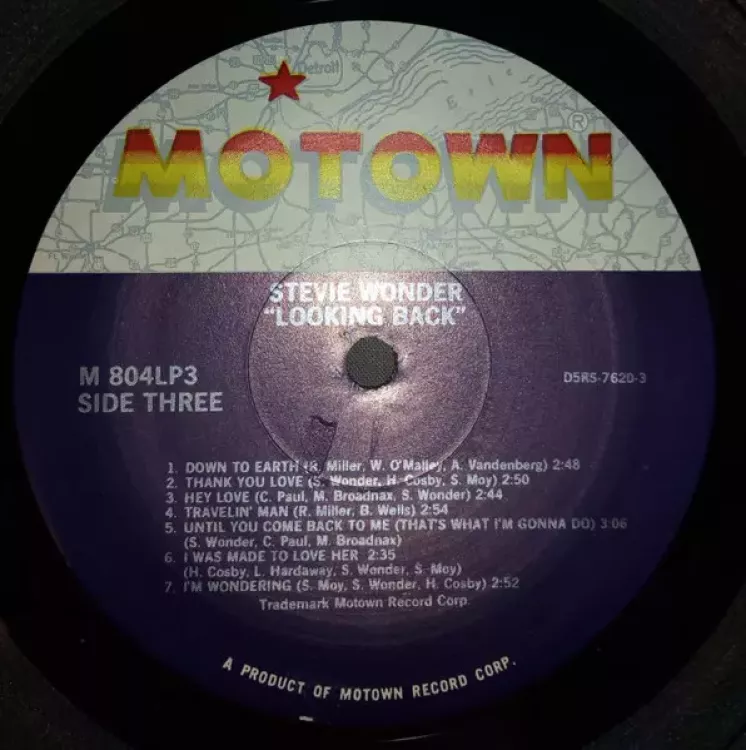 Detroit
Erie
MOTOWN®
STEVIE WONDER
"LOOKING BACK"
M 804LP3
SIDE THREE
D5RS-7620-3
1. DOWN TO EARTH (R. Miller, W. O'Malley, A. Vandenberg) 2:48
2. THANK YOU LOVE (S. Wonder, H. Cosby, S. Moy) 2:50
3. HEY LOVE (C. Paul, M. Broadnax, S. Wonder) 2:44
4. TRAVELIN' MAN (R. Miller, B. Wells) 2:54
5. UNTIL YOU COME BACK TO ME (THAT'S WHAT I'M GONNA DO) 3:06
(S. Wonder, C. Paul, M. Broadnax)
6. I WAS MADE TO LOVE HER 2:35
(H. Cosby, L. Hardaway, S. Wonder, S. Moy)
7. I'M WONDERING (S. Moy, S. Wonder, H. Cosby) 2:52
Trademark Motown Record Corp.
A PRODUCT OF MOTOWN RECORD CORP.